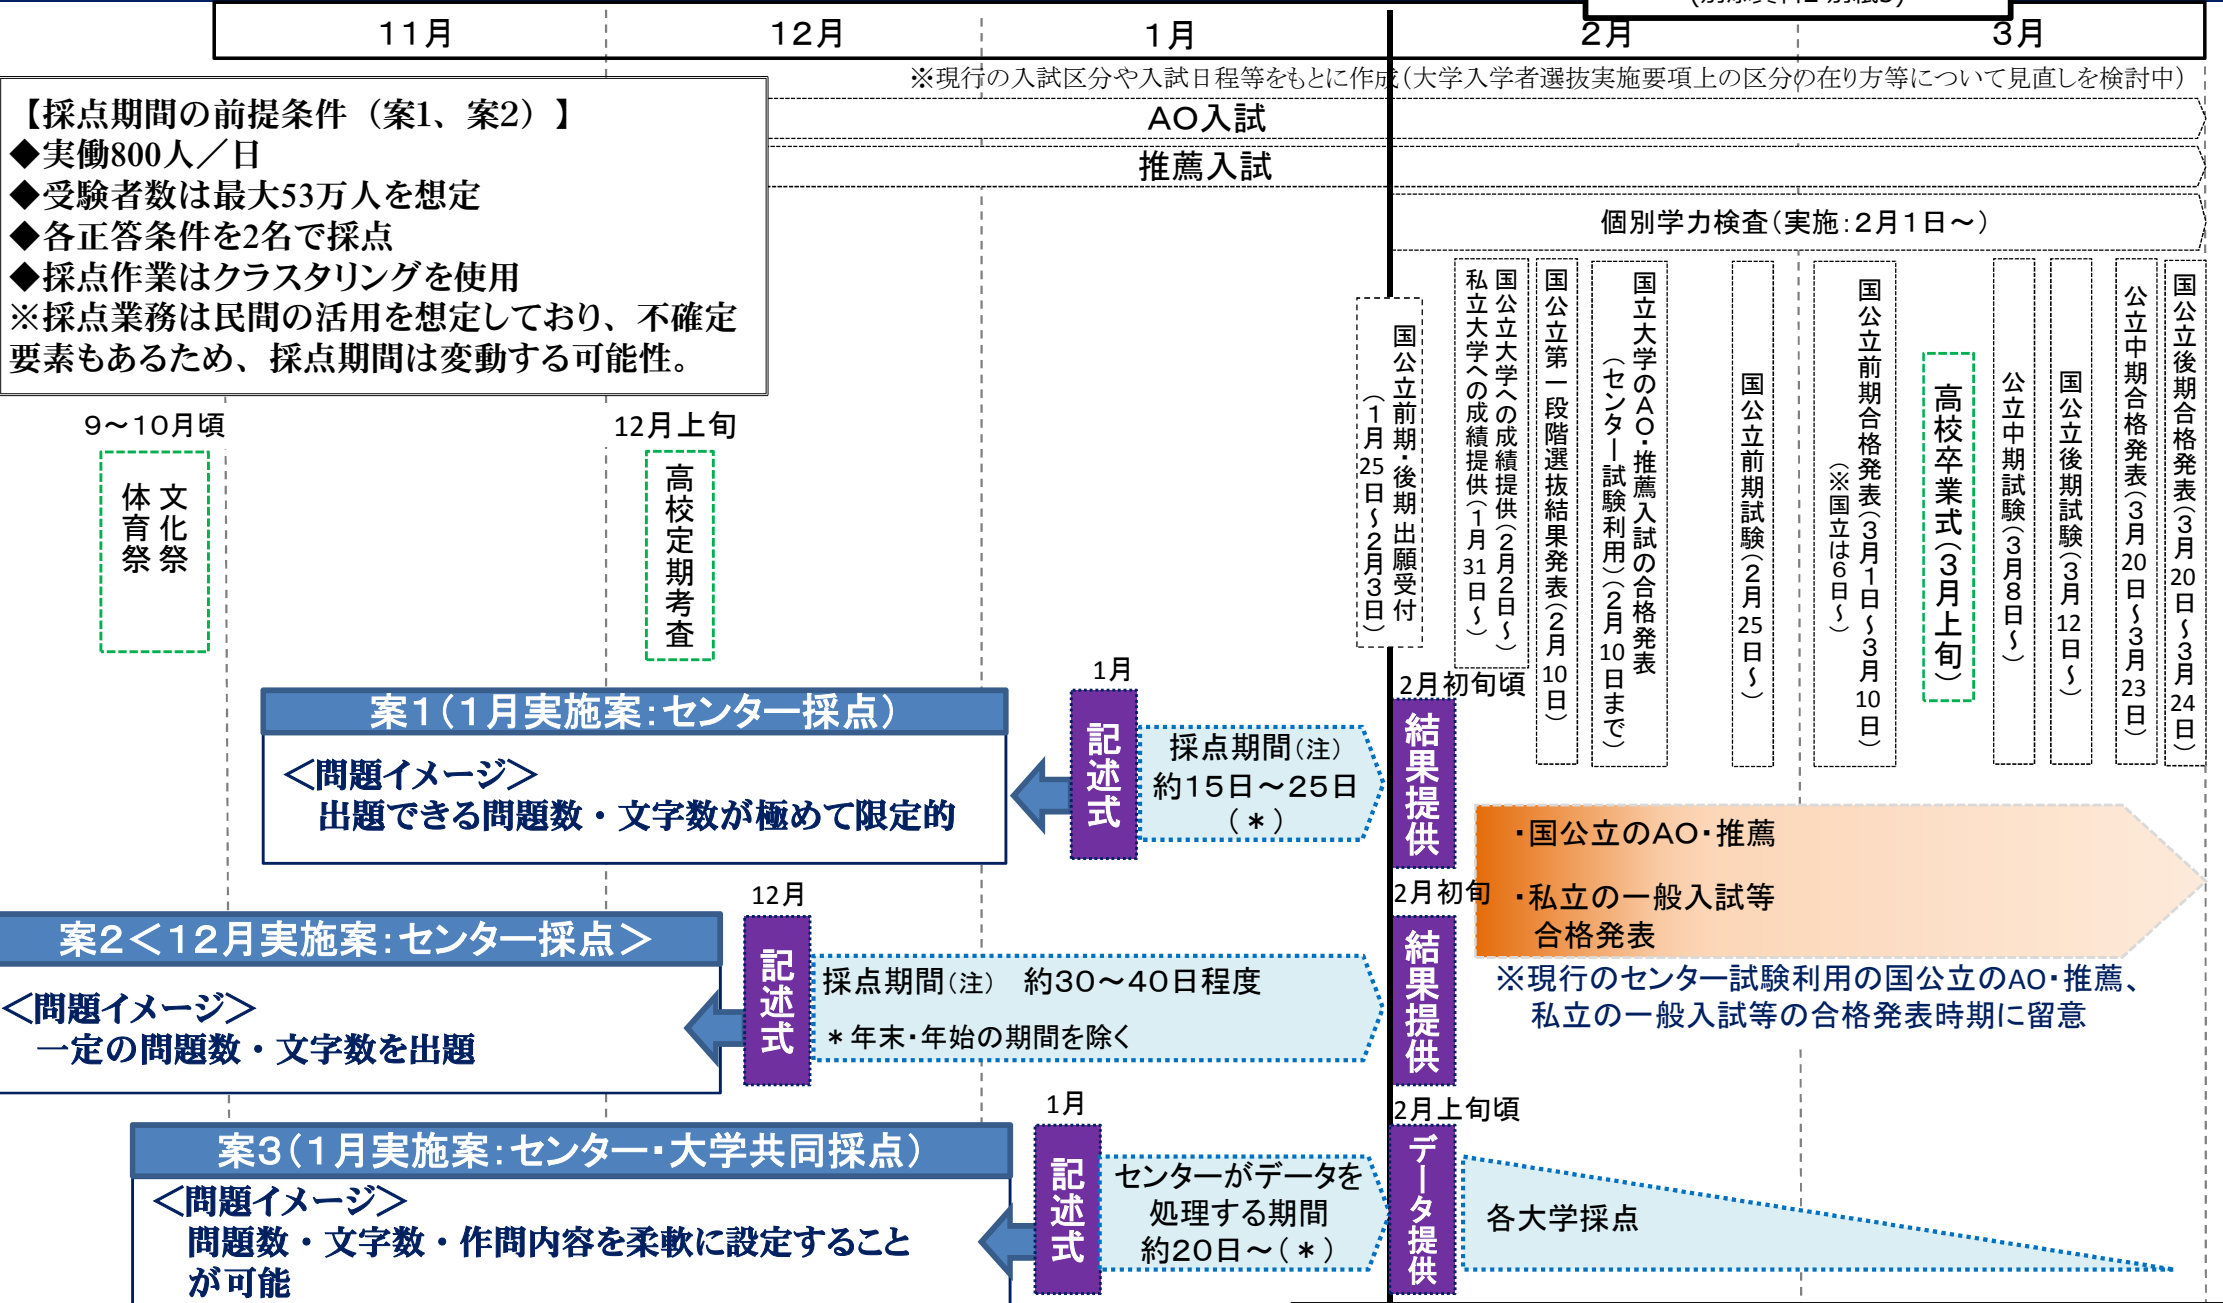 11月
12月
1月
2月
3月
※現行の入試区分や入試日程等をもとに作成(大学入学者選抜実施要項上の区分の在り方等について見直しを検討中)
【採点期間の前提条件（案1、案2）】
◆実働800人／日
◆受験者数は最大53万人を想定
◆各正答条件を2名で採点
◆採点作業はクラスタリングを使用
※採点業務は民間の活用を想定しており、不確定
要素もあるため、採点期間は変動する可能性。
AO入試
推薦入試
個別学力検査(実施:2月1日～)
9～10月頃
文化祭
体育祭
12月上旬
高校定期考査
国公立前期・後期 出願受付
（1月25日～2月3日）
国公立大学への成績提供（2月2日～）
私立大学への成績提供（1月31日～）
国公立第一段階選抜結果発表（2月10日）
国立大学のAO・推薦入試の合格発表
（センター試験利用）（2月10日まで）
国公立前期試験（2月25日～）
国公立前期合格発表（3月1日～3月10日）
（※国立は6日～）
高校卒業式（3月上旬）
公立中期試験（3月8日～）
国公立後期試験（3月12日～）
公立中期合格発表（3月20日～3月23日）
国公立後期合格発表（3月20日～3月24日）
案1(1月実施案:センター採点)
＜問題イメージ＞
出題できる問題数・文字数が極めて限定的
1月
記述式
採点期間(注)
約15日～25日
(＊)
2月初旬頃
結果提供
・国公立のAO・推薦
・私立の一般入試等
合格発表
※現行のセンター試験利用の国公立のAO・推薦、
私立の一般入試等の合格発表時期に留意
案2＜12月実施案:センター採点＞
＜問題イメージ＞
一定の問題数・文字数を出題
12月
記述式
採点期間(注) 約30～40日程度
＊年末・年始の期間を除く
2月初旬
結果提供
案3(1月実施案:センター・大学共同採点)
＜問題イメージ＞
問題数・文字数・作問内容を柔軟に設定すること
が可能
1月
記述式
センターがデータを
処理する期間
約20日～(＊)
2月上旬頃
データ提供
各大学採点